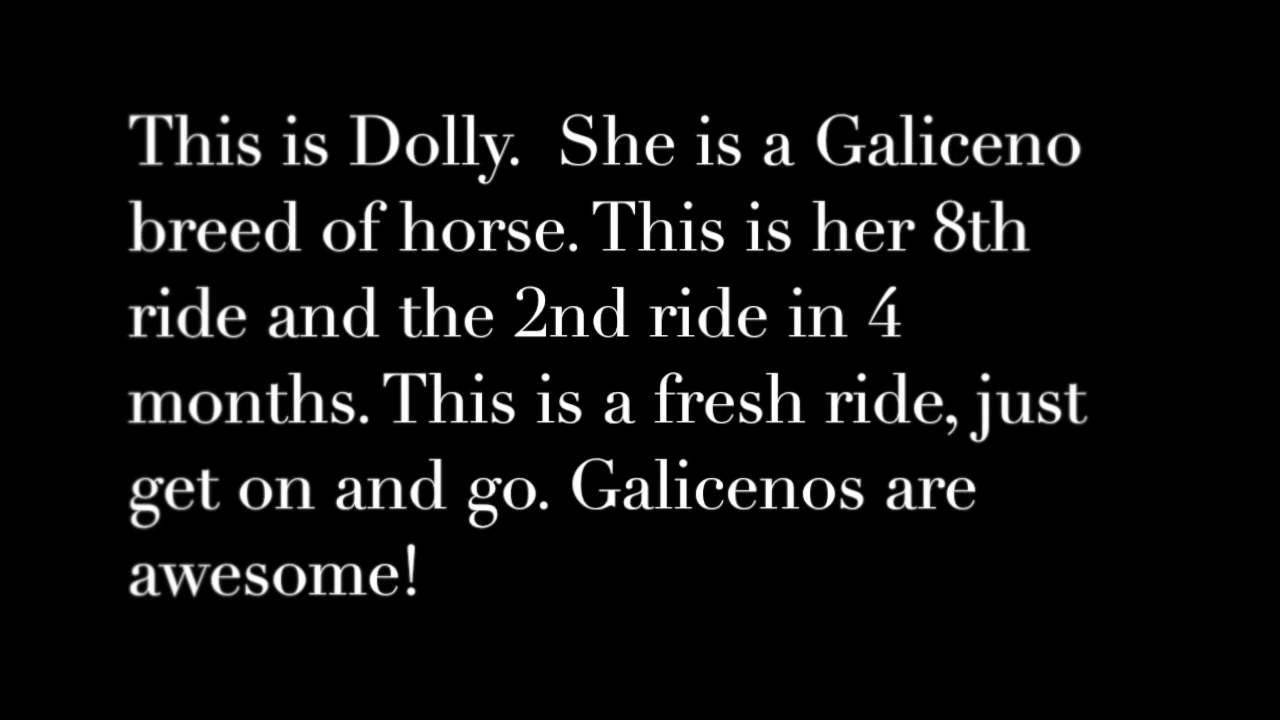 This is Dolly.  She is a Galiceno
breed of horse. This is her 8th
ride and the 2nd ride in 4
months. This is a fresh ride, just
get on and go. Galicenos are
awesome!